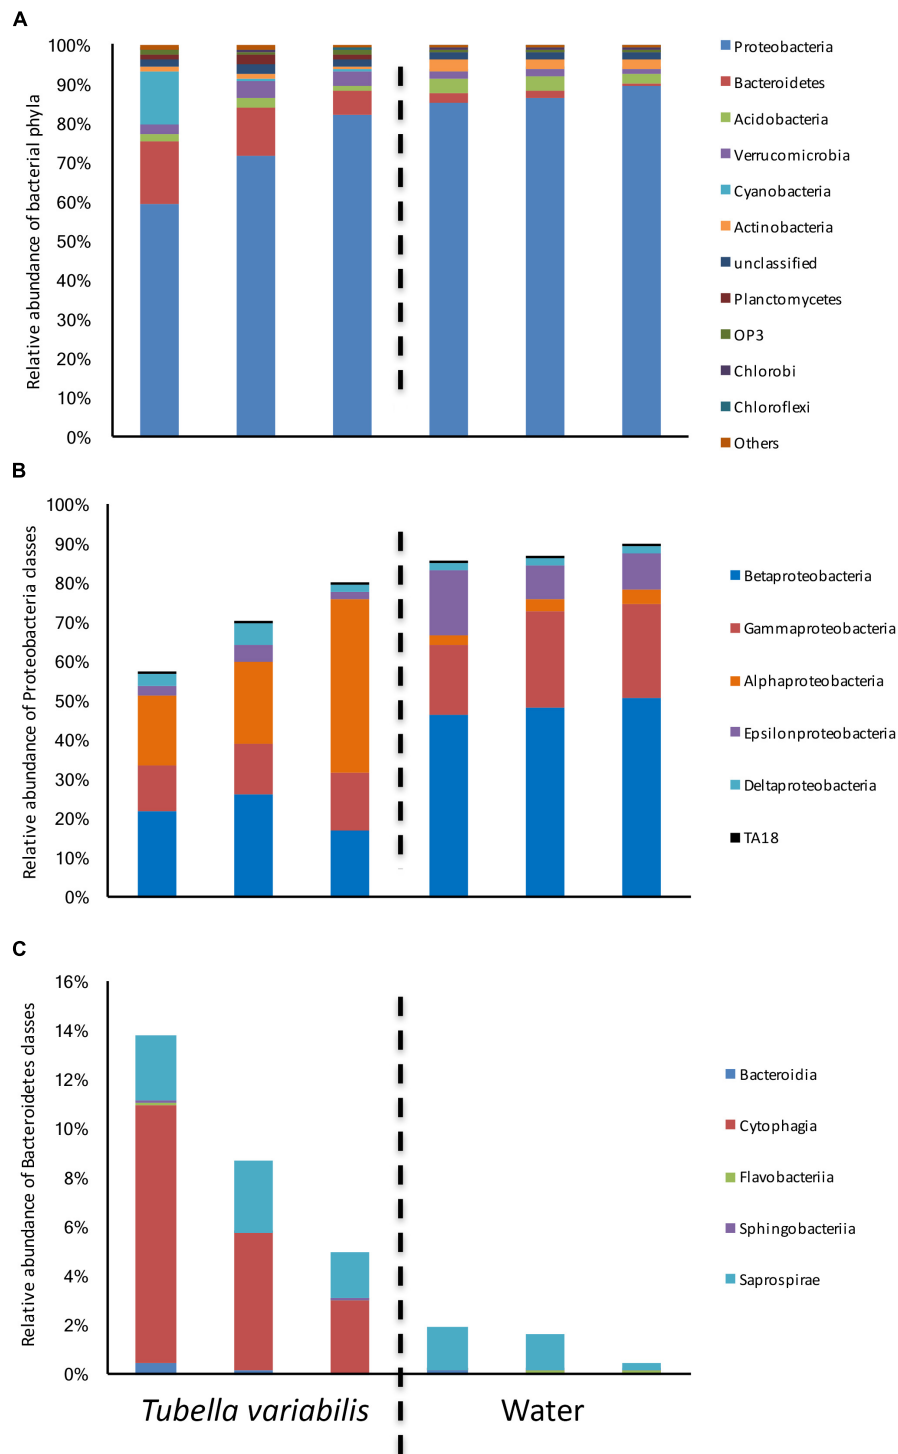 A
Relative abundance of bacterial phyla
100%
90%
80%
70%
60%
50%
40%
30%
20%
10%
0%
Proteobacteria
Bacteroidetes
Acidobacteria
Verrucomicrobia
Cyanobacteria
Actinobacteria
unclassified
Planctomycetes
OP3
Chlorobi
Chloroflexi
Others
B
Relative abundance of Proteobacteria classes
100%
90%
80%
70%
60%
50%
40%
30%
20%
10%
0%
Betaproteobacteria
Gammaproteobacteria
Alphaproteobacteria
Epsilonproteobacteria
Deltaproteobacteria
TA18
C
Relative abundance of Bacteroidetes classes
16%
14%
12%
10%
8%
6%
4%
2%
0%
Bacteroidia
Cytophagia
Flavobacteriia
Sphingobacteriia
Saprospirae
Tubella variabilis
Water